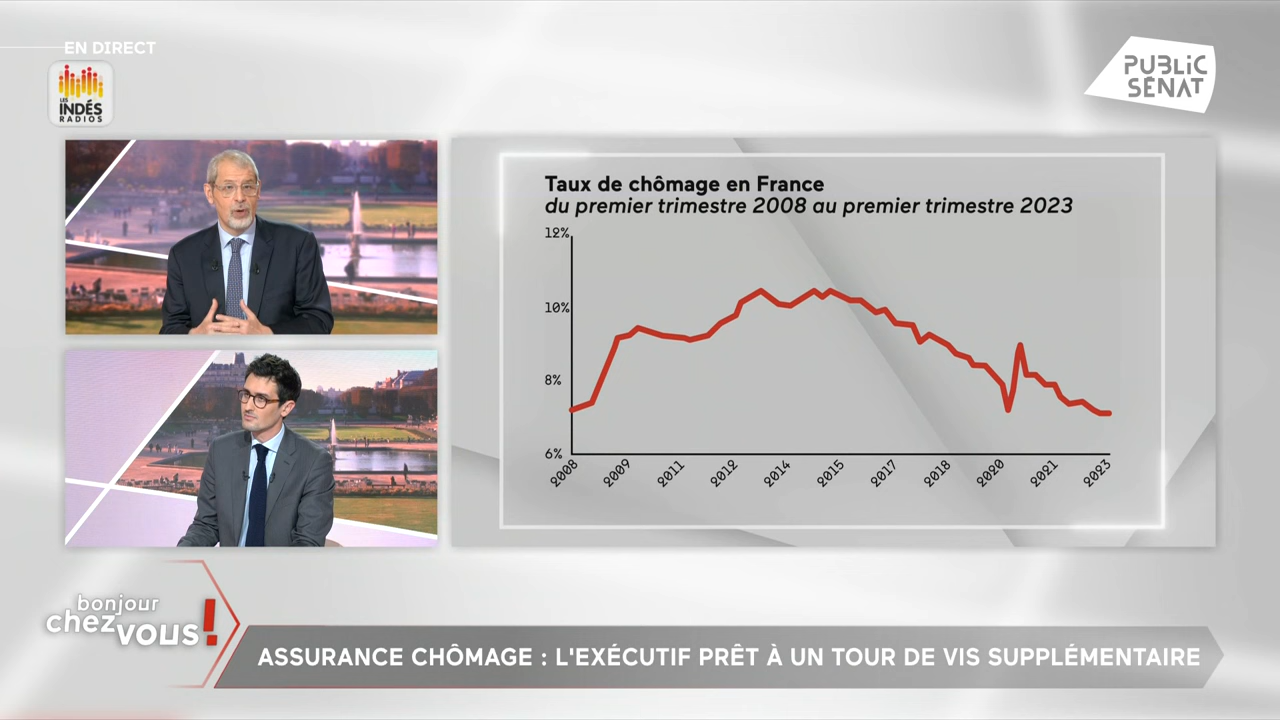 EN DIRECT
LES
INDÉS
RADIOS
PUBLIC
SÉNAT
Taux de chômage en France
du premier trimestre 2008 au premier trimestre 2023
12%
10%
8%
6%
2008 2009 2011 2012 2014 2015 2017 2018 2020 2021 2023
bonjour
chez vous !
ASSURANCE CHÔMAGE : L'EXÉCUTIF PRÊT À UN TOUR DE VIS SUPPLÉMENTAIRE